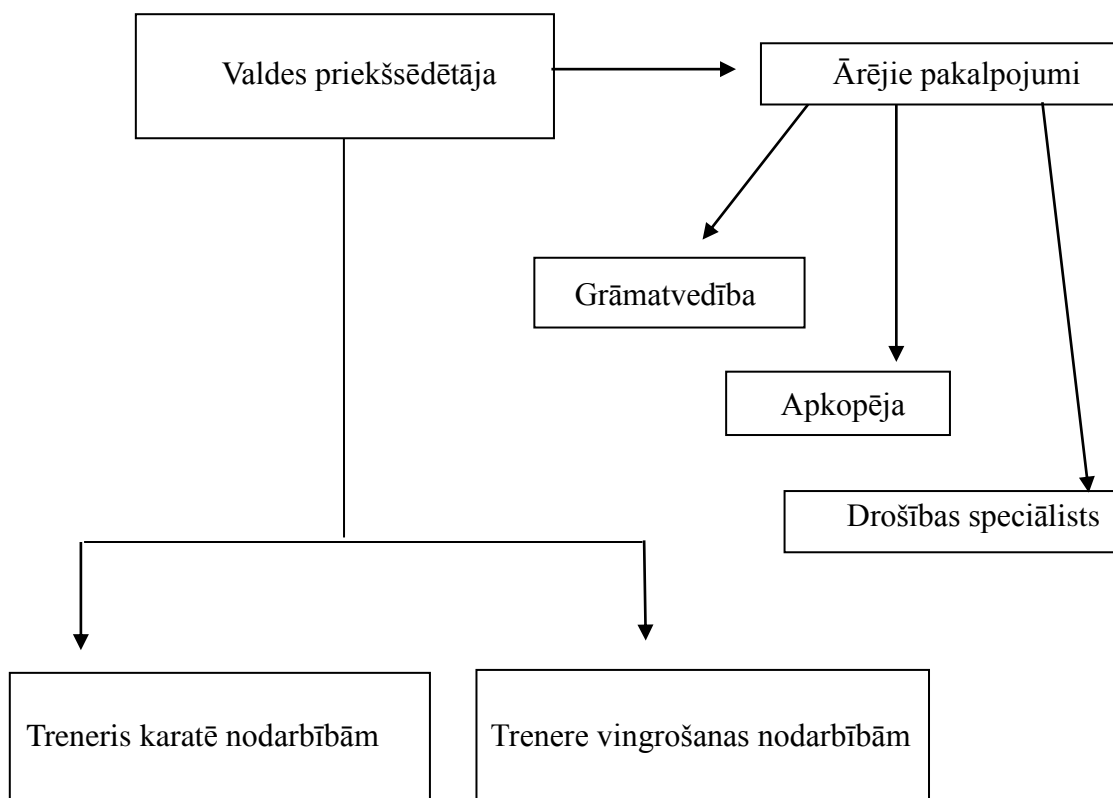 Valdes priekšsēdētāja
Ārējie pakalpojumi
Grāmatvedība
Apkopēja
Drošības speciālists
Treneris karatē nodarbībām
Trenere vingrošanas nodarbībām